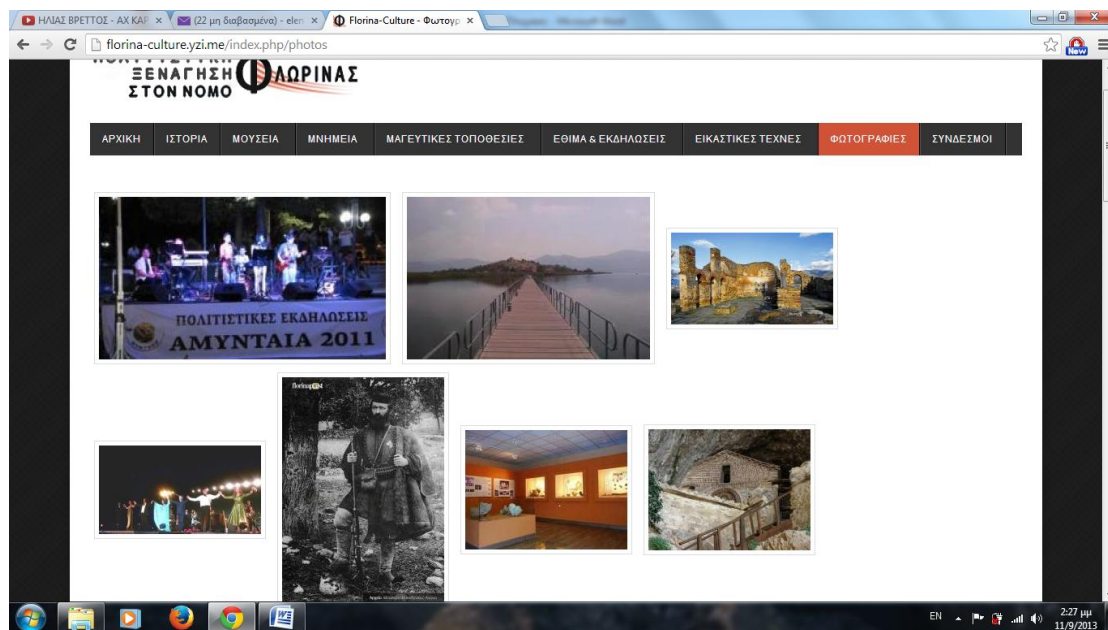 ΗΛΙΑΣ ΒΡΕΤΤΟΣ - ΑΧ ΚΑΡ
(22 μη διαβασμένα) - elen
Florina-Culture - Φωτογρ
florina-culture.yzi.me/index.php/photos
New
ΞΕΝΑΓΗΣΗ
ΣΤΟΝ ΝΟΜΟ ΦΛΩΡΙΝΑΣ
ΑΡΧΙΚΗ ΙΣΤΟΡΙΑ ΜΟΥΣΕΙΑ ΜΝΗΜΕΙΑ ΜΑΓΕΥΤΙΚΕΣ ΤΟΠΟΘΕΣΙΕΣ ΕΘΙΜΑ & ΕΚΔΗΛΩΣΕΙΣ ΕΙΚΑΣΤΙΚΕΣ ΤΕΧΝΕΣ ΦΩΤΟΓΡΑΦΙΕΣ ΣΥΝΔΕΣΜΟΙ
ΠΟΛΙΤΙΣΤΙΚΕΣ ΕΚΔΗΛΩΣΕΙΣ
ΑΜΥΝΤΑΙΑ 2011
EN
2:27 μμ
11/9/2013